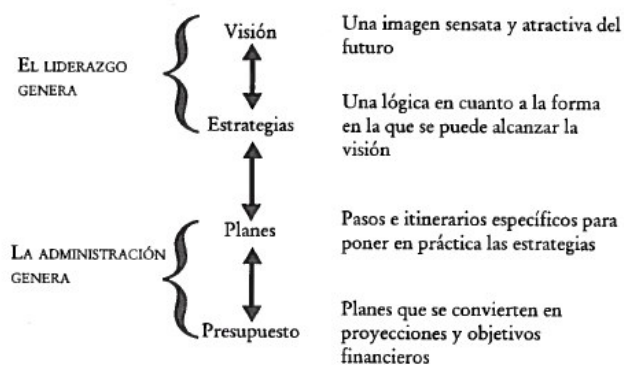 Visión
Una imagen sensata y atractiva del
futuro
EL LIDERAZGO
GENERA
Estrategias
Una lógica en cuanto a la forma
en la que se puede alcanzar la
visión
Planes
Pasos e itinerarios específicos para
poner en práctica las estrategias
LA ADMINISTRACIÓN
GENERA
Presupuesto
Planes que se convierten en
proyecciones y objetivos
financieros